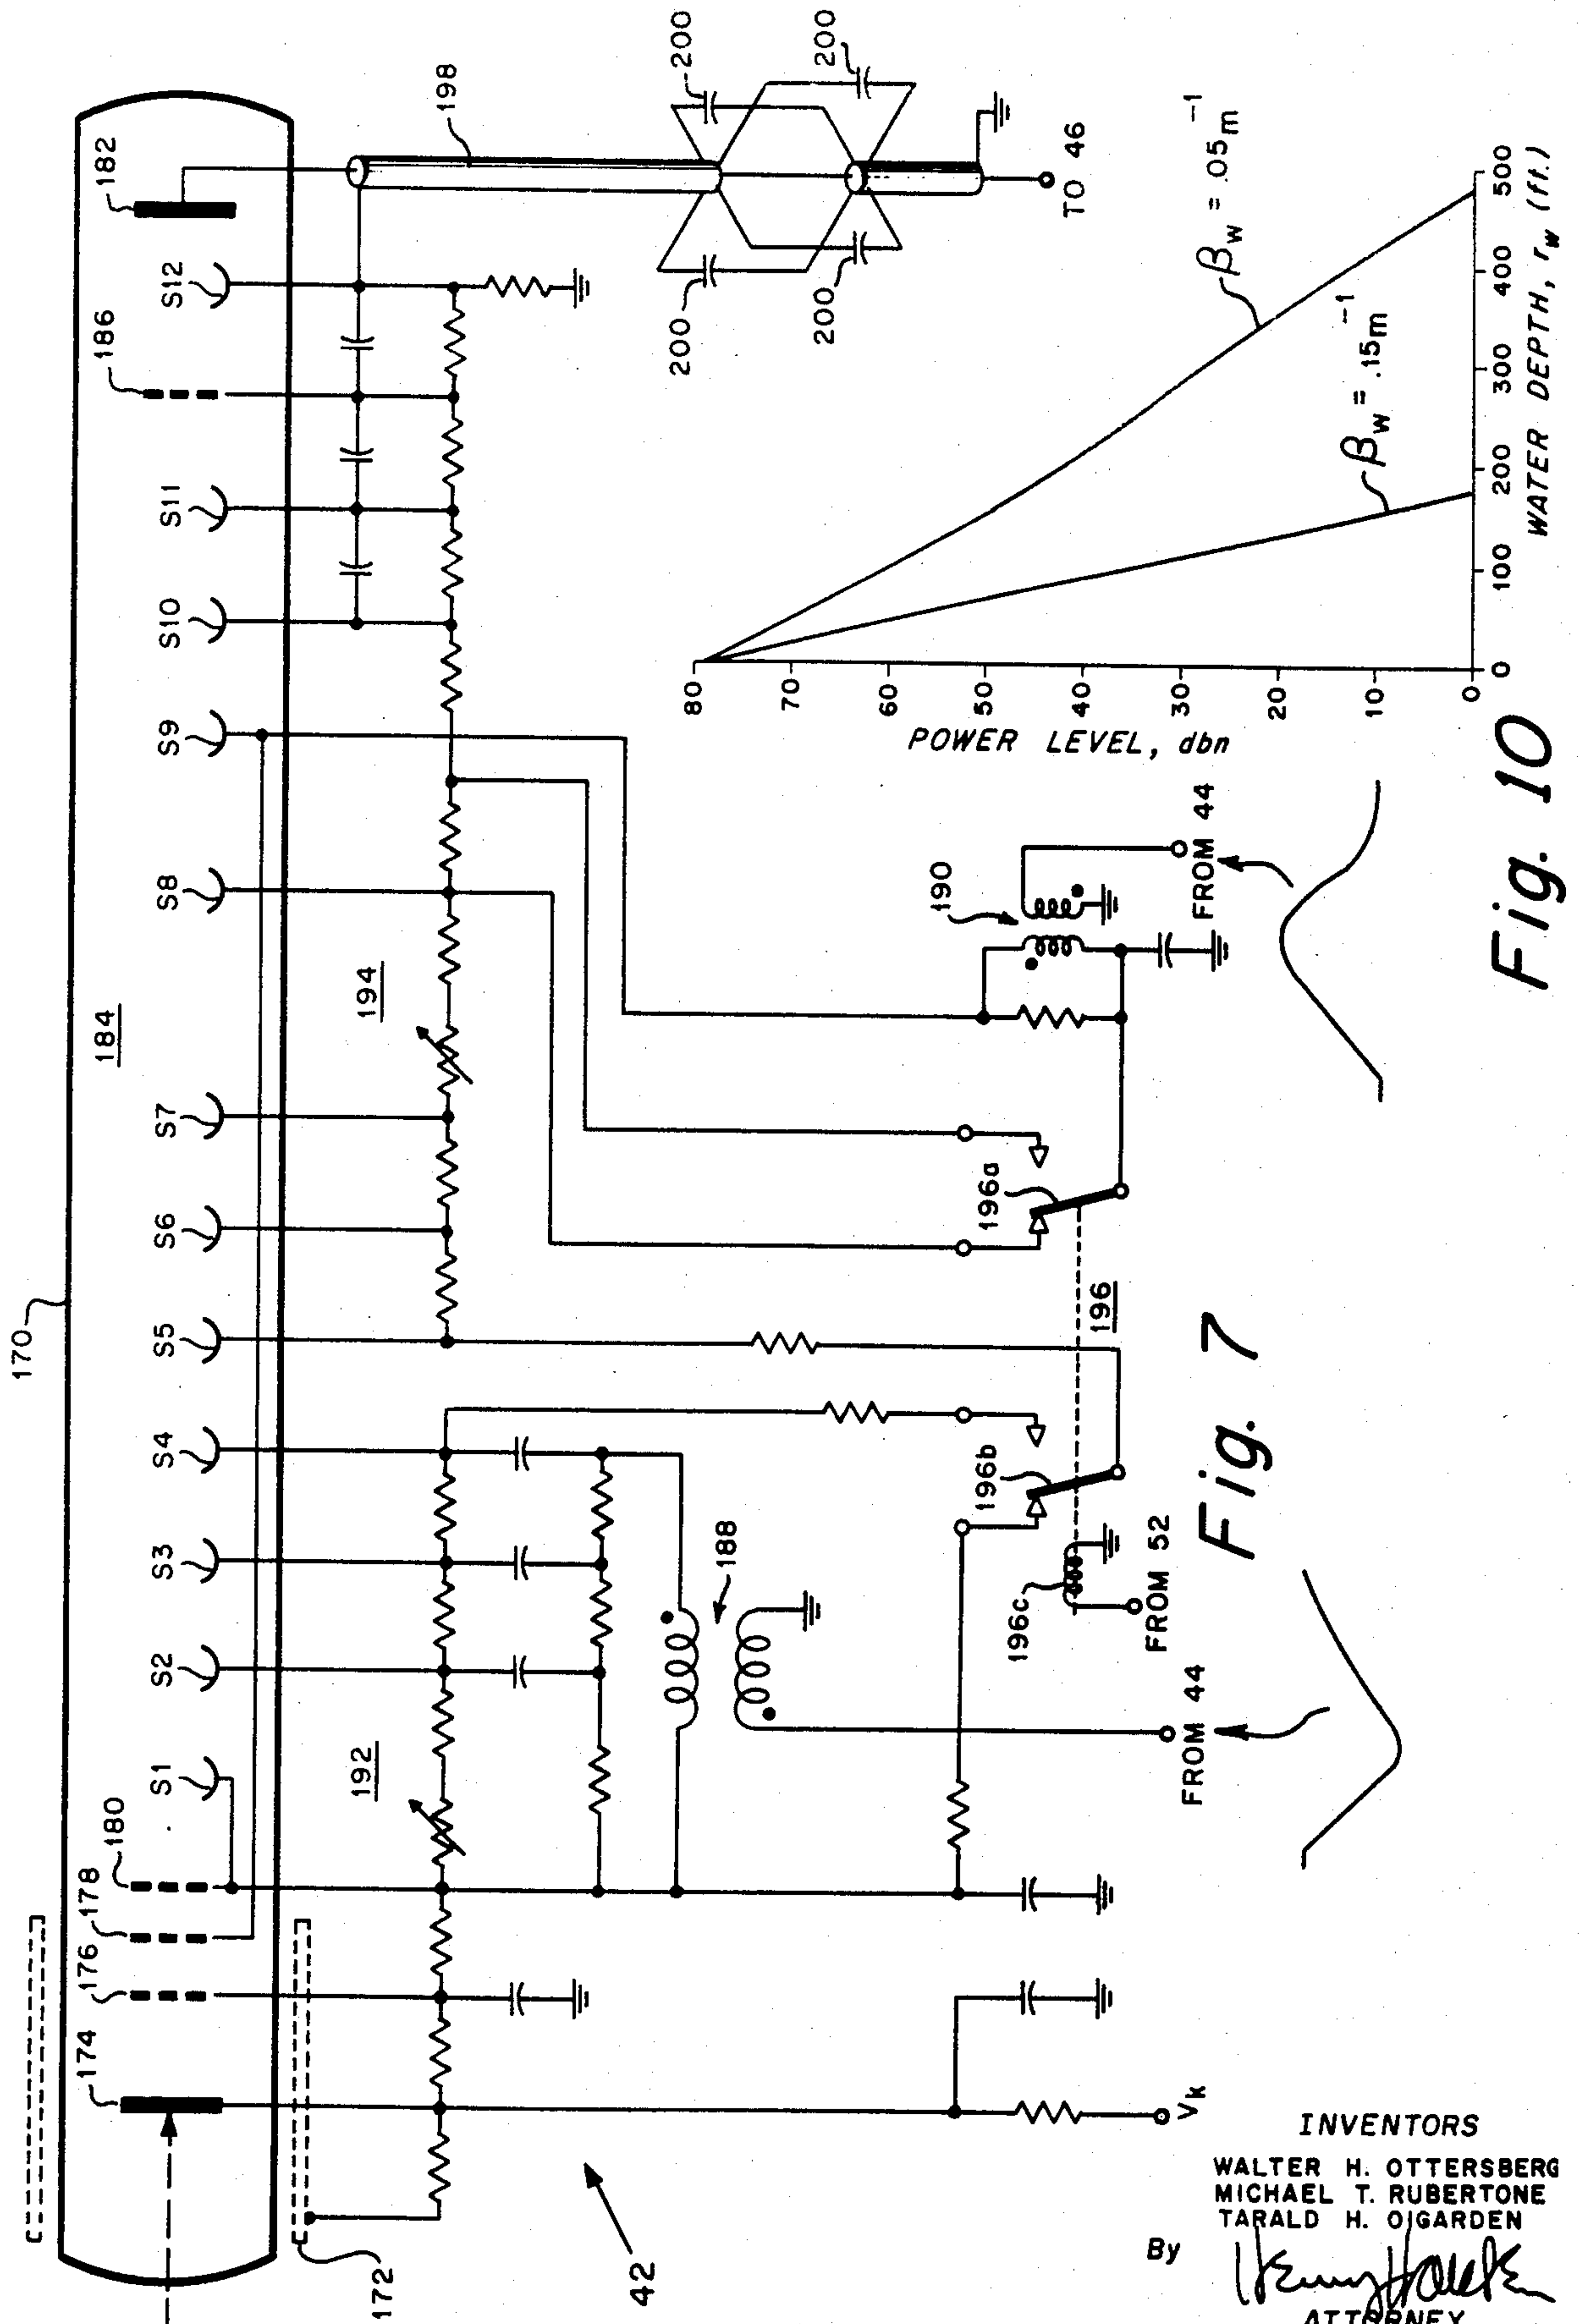 170
184
182
186
S12
S11
S10
S9
S8
S7
S6
S5
S4
S3
S2
S1
180
178
176
174
172
198
200
200
200
200
TO 46
194
192
190
188
FROM 44
196a
196
196b
196c
FROM 52
FROM 44
Vk
42
Fig. 7
80
70
60
50
40
30
20
10
0
POWER LEVEL, dbn
0
100
200
300
400
500
WATER DEPTH, rw (ft.)
βw = .05m⁻¹
βw = .15m⁻¹
Fig. 10
INVENTORS
WALTER H. OTTERSBERG
MICHAEL T. RUBERTONE
TARALD H. OIGARDEN
By
ATTORNEY